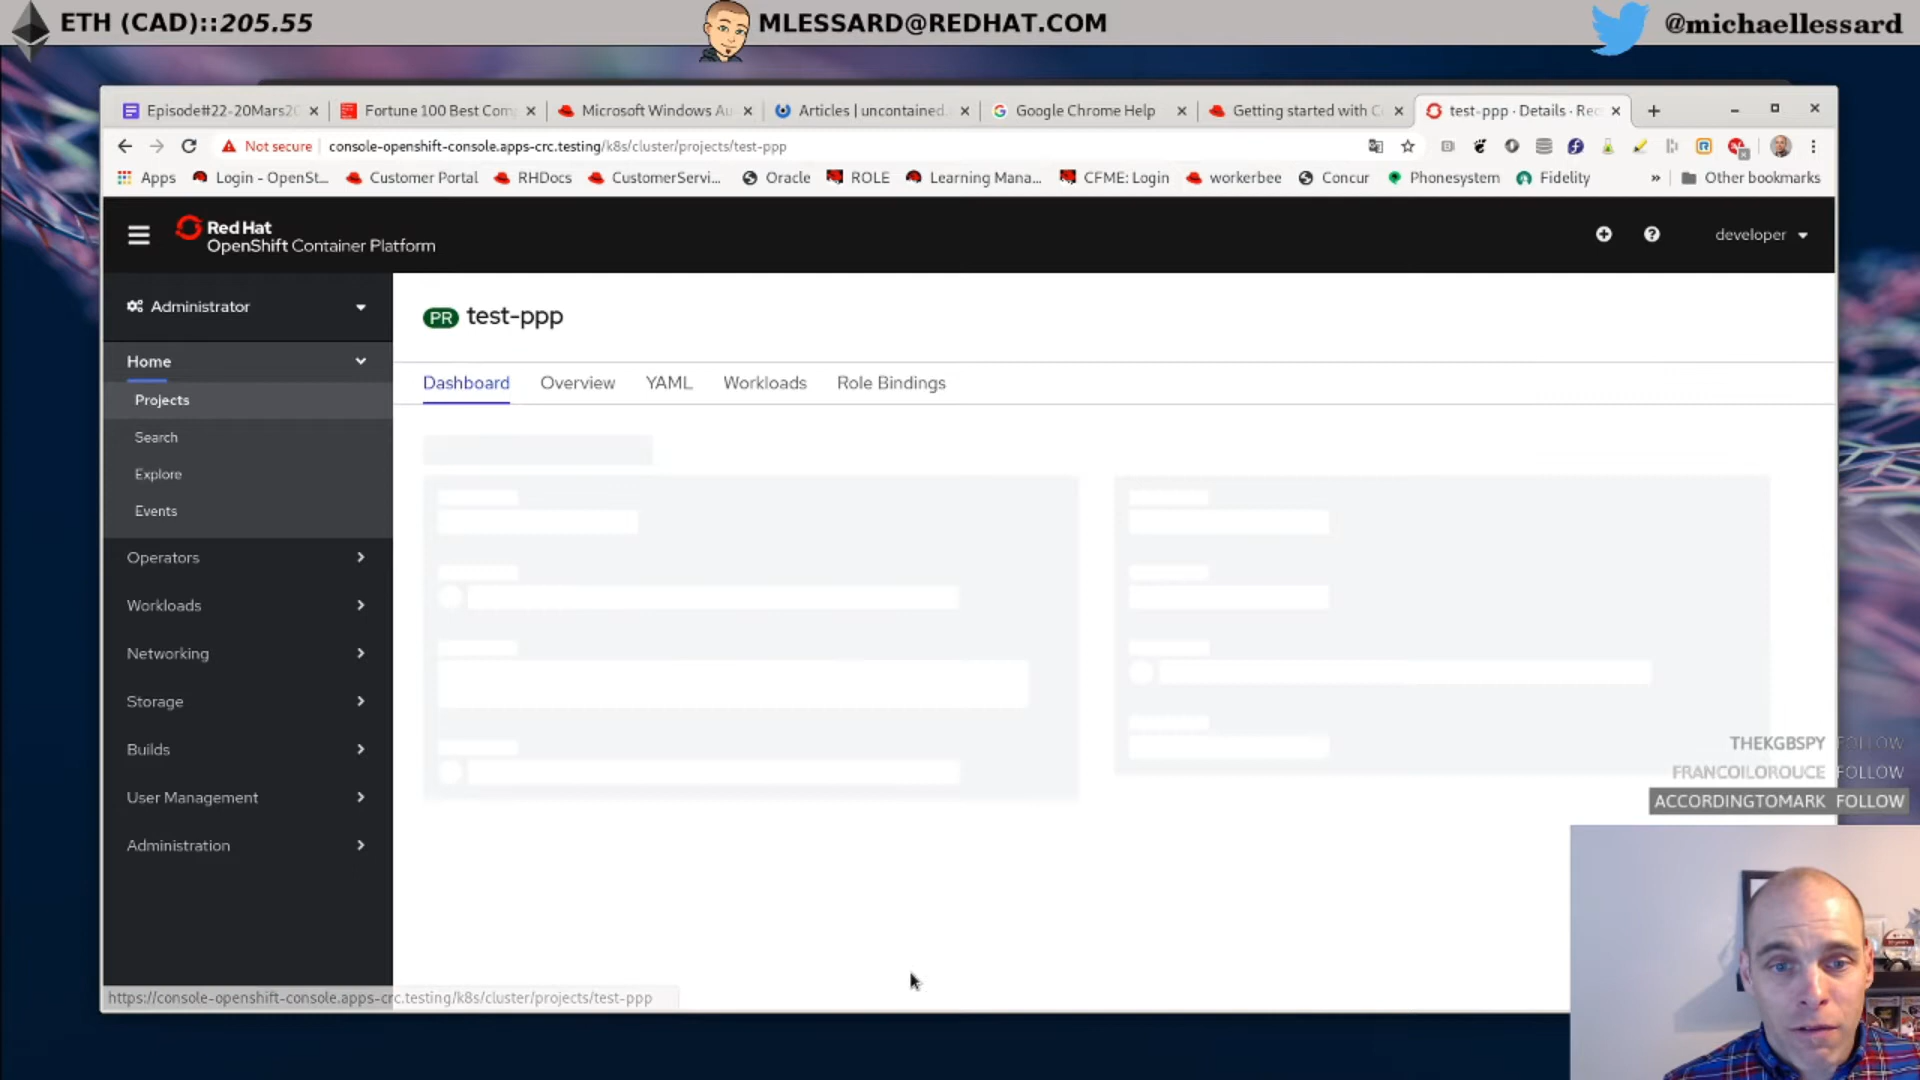 ETH (CAD)::205.55
MLESSARD@REDHAT.COM
@michaellessard
Episode#22-20Mars20
Fortune 100 Best Com
Microsoft Windows Au
Articles | uncontained.
Google Chrome Help
Getting started with C
test-ppp · Details · Red
Not secure
console-openshift-console.apps-crc.testing/k8s/cluster/projects/test-ppp
Apps
Login - OpenSt...
Customer Portal
RHDocs
CustomerServi...
Oracle
ROLE
Learning Mana...
CFME: Login
workerbee
Concur
Phonesystem
Fidelity
»
Other bookmarks
Red Hat
OpenShift Container Platform
developer
Administrator
Home
Projects
Search
Explore
Events
Operators
Workloads
Networking
Storage
Builds
User Management
Administration
PR test-ppp
Dashboard
Overview
YAML
Workloads
Role Bindings
THEKGBSPY FOLLOW
FRANCOILOROUCE FOLLOW
ACCORDINGTOMARK FOLLOW
https://console-openshift-console.apps-crc.testing/k8s/cluster/projects/test-ppp